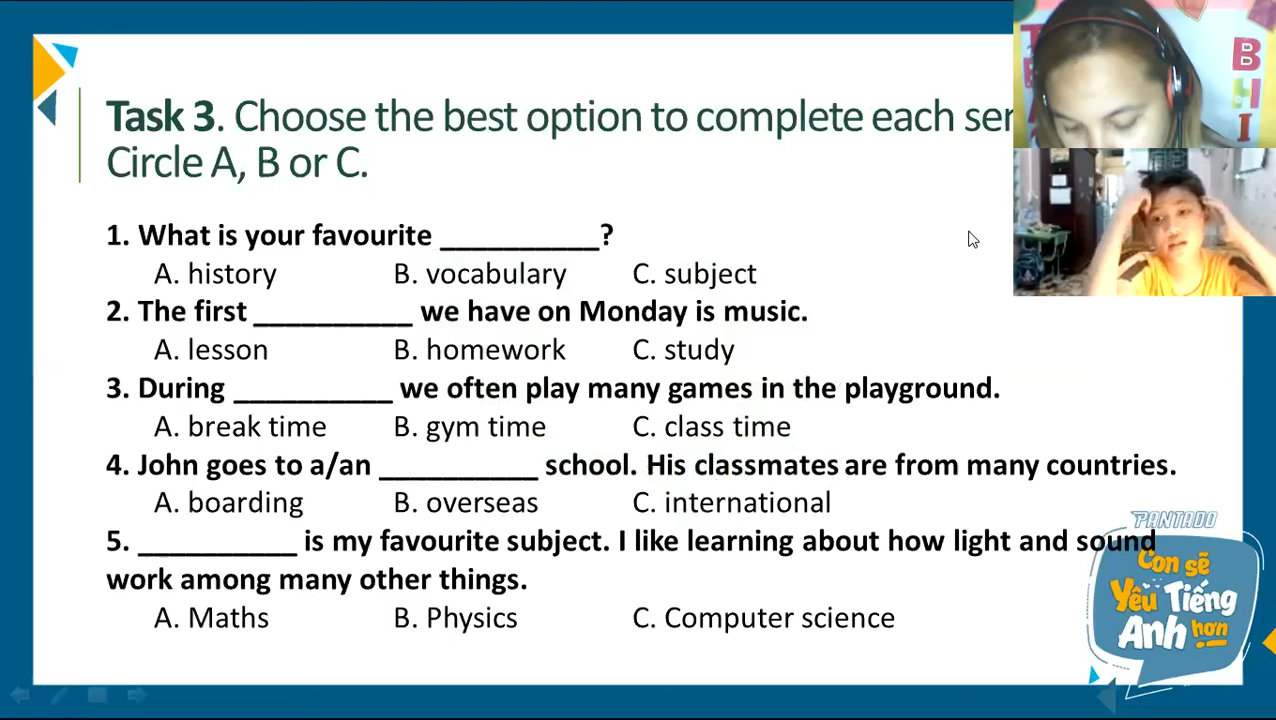 Task 3. Choose the best option to complete each
Circle A, B or C.
1. What is your favourite __________?
A. history B. vocabulary C. subject
2. The first __________ we have on Monday is music.
A. lesson B. homework C. study
3. During __________ we often play many games in the playground.
A. break time B. gym time C. class time
4. John goes to a/an __________ school. His classmates are from many countries.
A. boarding B. overseas C. international
5. __________ is my favourite subject. I like learning about how light and sound
work among many other things.
A. Maths B. Physics C. Computer science
PANTADO
Con sẽ
Yêu Tiếng
Anh hơn
B
H
I